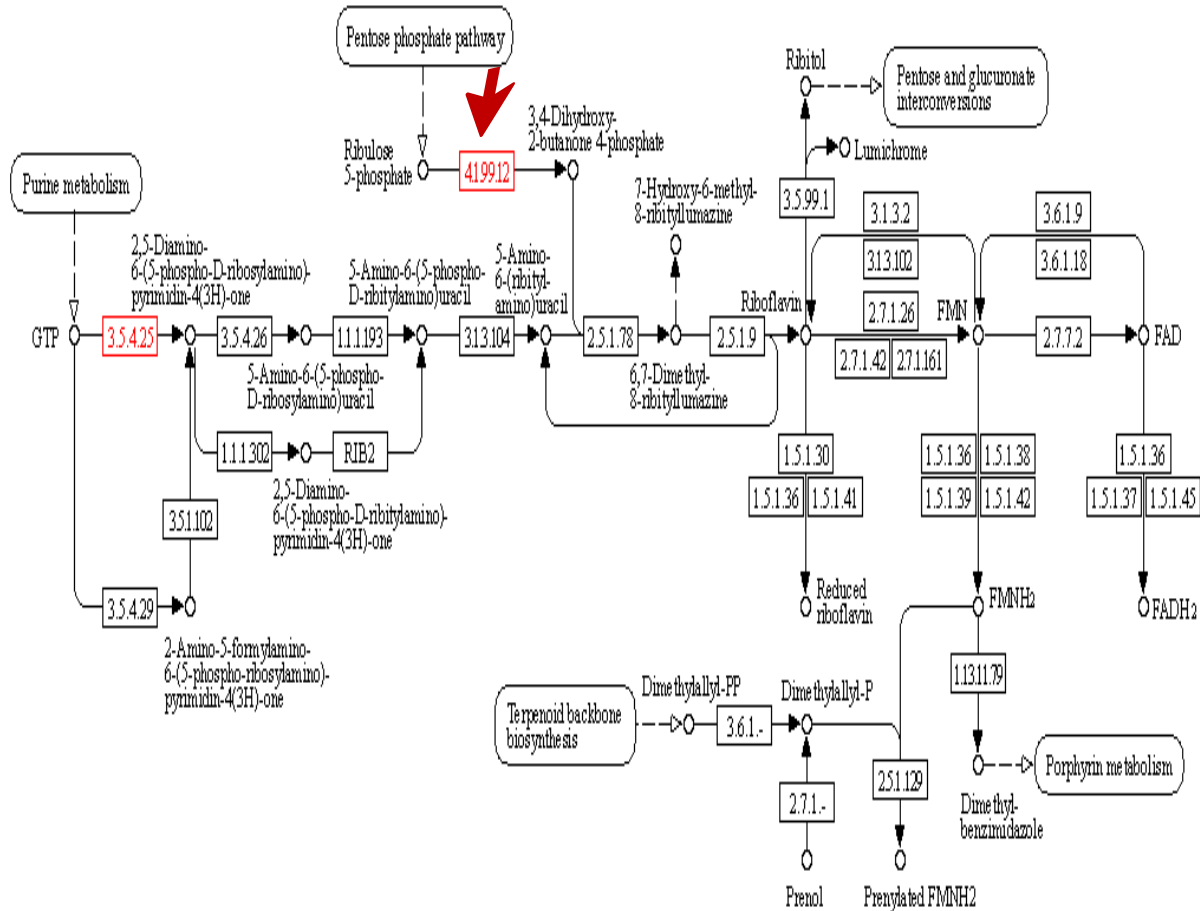 Pentose phosphate pathway
Ribitol
Pentose and glucuronate
interconversions
3,4-Dihydroxy-
2-butanone 4-phosphate
Ribulose
5-phosphate
4.1.99.12
Lumichrome
Purine metabolism
7-Hydroxy-6-methyl-
8-ribityllumazine
3.5.99.1
3.1.3.2
3.6.1.9
2,5-Diamino-
6-(5-phospho-D-ribosylamino)-
pyrimidin-4(3H)-one
5-Amino-6-(5-phospho-
D-ribitylamino)uracil
5-Amino-
6-(ribityl-
amino)uracil
3.1.3.102
3.6.1.18
Riboflavin
2.7.1.26
FMN
GTP
3.5.4.25
3.5.4.26
1.1.1.193
3.1.3.104
2.5.1.78
2.5.1.9
2.7.7.2
FAD
2.7.1.42
2.7.1.161
5-Amino-6-(5-phospho-
D-ribosylamino)uracil
6,7-Dimethyl-
8-ribityllumazine
1.1.1.302
RIB2
1.5.1.30
1.5.1.36
1.5.1.38
1.5.1.36
2,5-Diamino-
6-(5-phospho-D-ribitylamino)-
pyrimidin-4(3H)-one
1.5.1.36
1.5.1.41
1.5.1.39
1.5.1.42
1.5.1.37
1.5.1.45
3.5.1.102
3.5.4.29
Reduced
riboflavin
FMNH2
FADH2
2-Amino-5-formylamino-
6-(5-phospho-ribosylamino)-
pyrimidin-4(3H)-one
1.13.11.79
Dimethylallyl-PP
Dimethylallyl-P
Terpenoid backbone
biosynthesis
3.6.1.-
2.7.1.-
2.5.1.129
Porphyrin metabolism
Dimethyl-
benzimidazole
Prenol
Prenylated FMNH2